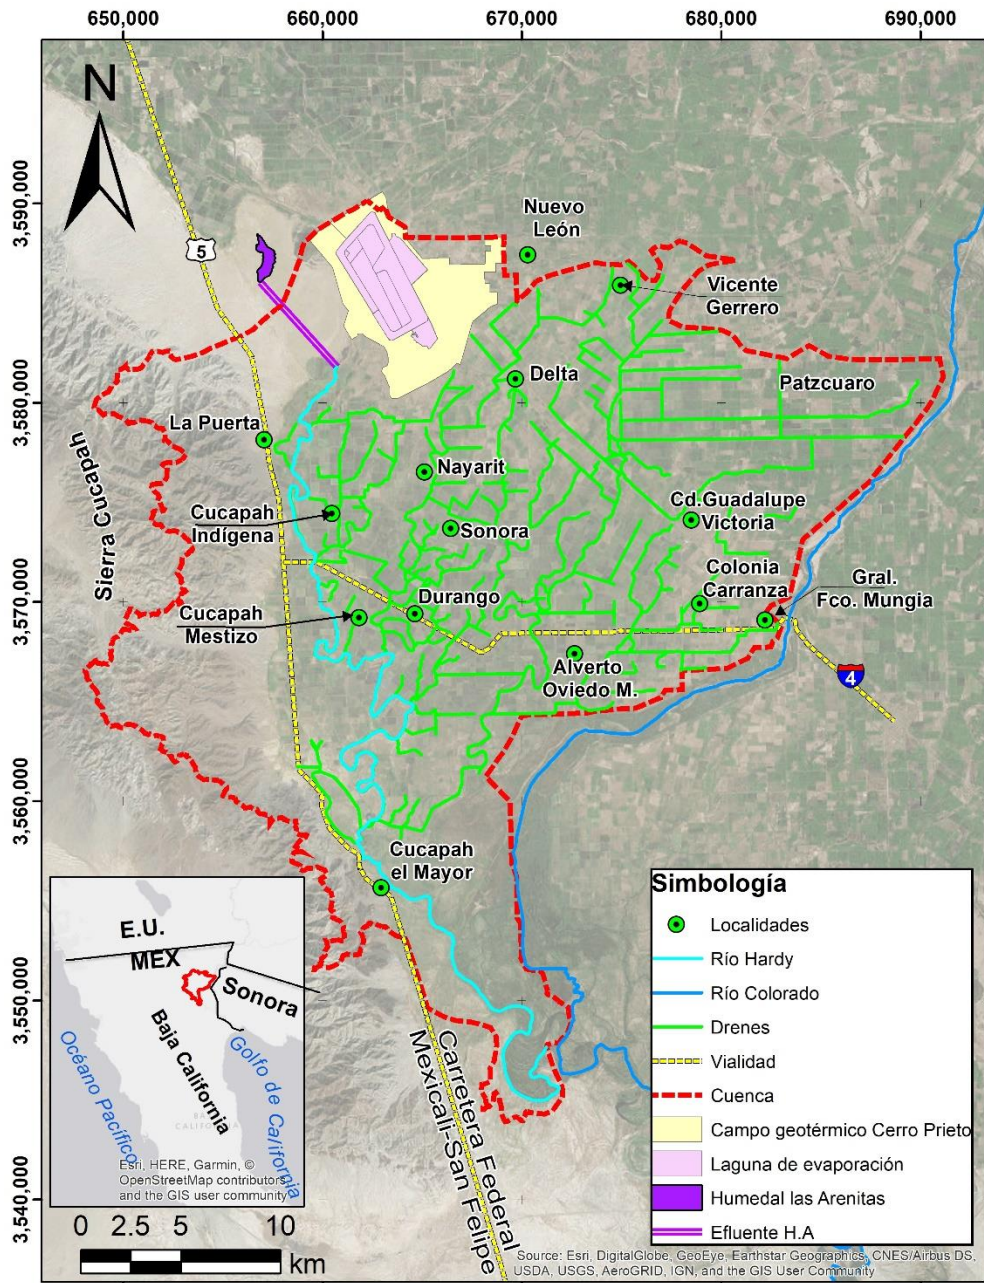 650,000
660,000
670,000
680,000
690,000
N
3,590,000
3,580,000
3,570,000
3,560,000
3,550,000
3,540,000
5
Nuevo
León
Vicente
Gerrero
Delta
Patzcuaro
La Puerta
Nayarit
Sierra Cucapah
Cucapah
Indígena
Sonora
Cd.Guadalupe
Victoria
Colonia
Carranza
Gral.
Fco. Mungia
Durango
Cucapah
Mestizo
Alverto
Oviedo M.
4
Cucapah
el Mayor
Carretera Federal
Mexicali-San Felipe
E.U.
MEX
Sonora
Baja California
Océano Pacífico
Golfo de California
Esri, HERE, Garmin, ©
OpenStreetMap contributors
and the GIS user community
0 2.5 5 10
km
Simbología
Localidades
Río Hardy
Río Colorado
Drenes
Vialidad
Cuenca
Campo geotérmico Cerro Prieto
Laguna de evaporación
Humedal las Arenitas
Efluente H.A
Source: Esri, DigitalGlobe, GeoEye, Earthstar Geographics, CNES/Airbus DS,
USDA, USGS, AeroGRID, IGN, and the GIS User Community